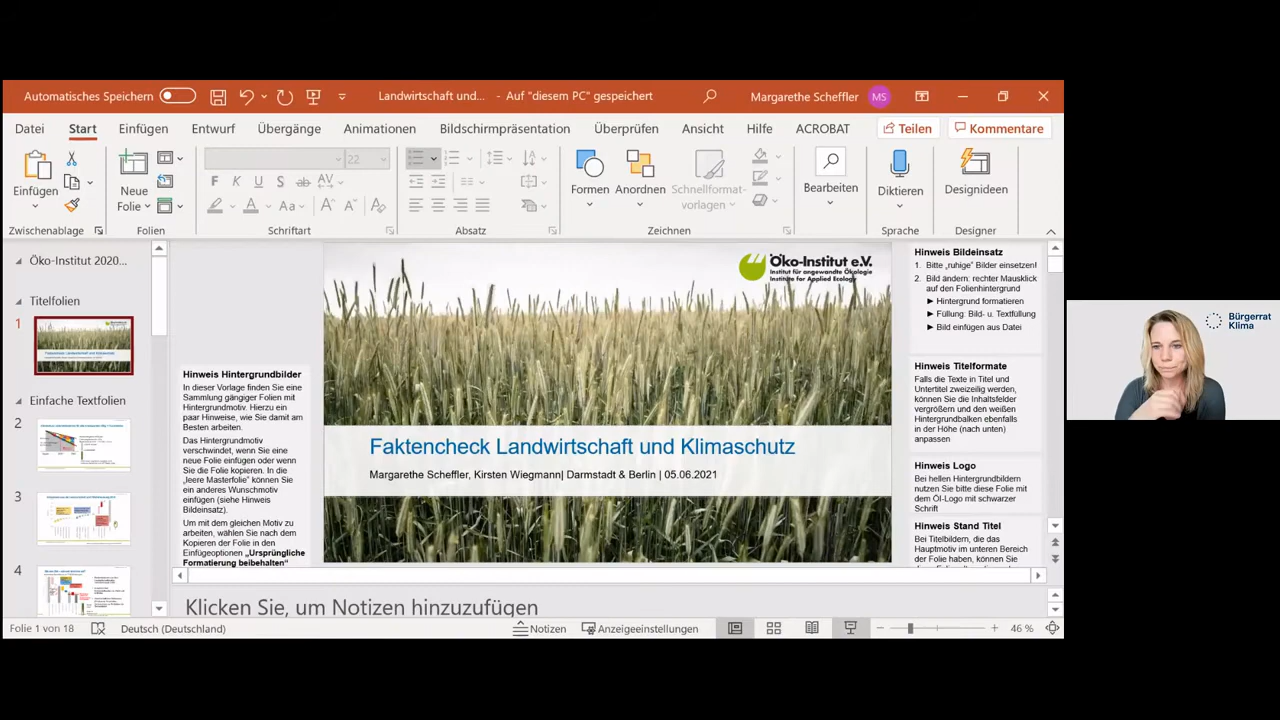 Automatisches Speichern
Landwirtschaft und... - Auf "diesem PC" gespeichert
Margarethe Scheffler MS
Datei Start Einfügen Entwurf Übergänge Animationen Bildschirmpräsentation Überprüfen Ansicht Hilfe ACROBAT Teilen Kommentare
Einfügen
Neue
Folie
22
F K U S ab AV
A Aa A A A
Formen
Anordnen
Schnellformat-
vorlagen
Bearbeiten
Diktieren
Designideen
Zwischenablage Folien Schriftart Absatz Zeichnen Sprache Designer
Öko-Institut 2020...
Titelfolien
1
Einfache Textfolien
2
3
4
Hinweis Hintergrundbilder
In dieser Vorlage finden Sie eine
Sammlung gängiger Folien mit
Hintergrundmotiv. Hierzu ein
paar Hinweise, wie Sie damit am
Besten arbeiten.
Das Hintergrundmotiv
verschwindet, wenn Sie eine
neue Folie einfügen oder wenn
Sie die Folie kopieren. In die
„leere Masterfolie" können Sie
ein anderes Wunschmotiv
einfügen (siehe Hinweis
Bildeinsatz).
Um mit dem gleichen Motiv zu
arbeiten, wählen Sie nach dem
Kopieren der Folie in den
Einfügeoptionen „Ursprüngliche
Formatierung beibehalten"
Öko-Institut e.V.
Institut für angewandte Ökologie
Institute for Applied Ecology
Faktencheck Landwirtschaft und Klimaschutz
Margarethe Scheffler, Kirsten Wiegmann| Darmstadt & Berlin | 05.06.2021
Hinweis Bildeinsatz
1. Bitte „ruhige" Bilder einsetzen!
2. Bild ändern: rechter Mausklick
auf den Folienhintergrund
► Hintergrund formatieren
► Füllung: Bild- u. Textfüllung
► Bild einfügen aus Datei
Hinweis Titelformate
Falls die Texte in Titel und
Untertitel zweizeilig werden,
können Sie die Inhaltsfelder
vergrößern und den weißen
Hintergrundbalken ebenfalls
in der Höhe (nach unten)
anpassen
Hinweis Logo
Bei hellen Hintergrundbildern
nutzen Sie bitte diese Folie mit
dem ÖI-Logo mit schwarzer
Schrift
Hinweis Stand Titel
Bei Titelbildern, die das
Hauptmotiv im unteren Bereich
der Folie haben, können Sie
Klicken Sie, um Notizen hinzuzufügen
Folie 1 von 18 Deutsch (Deutschland) Notizen Anzeigeeinstellungen 46 %
Bürgerrat
Klima